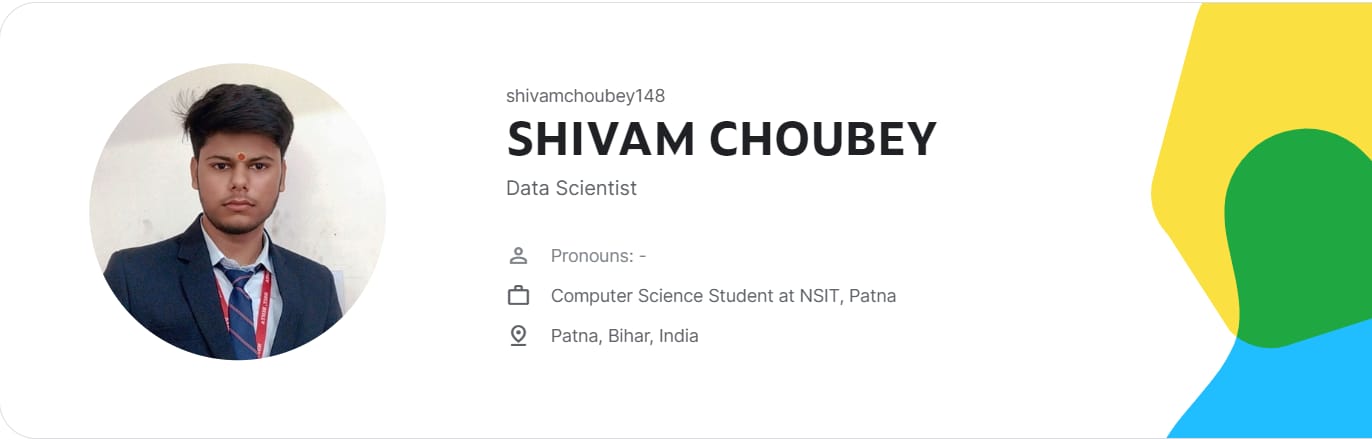 shivamchoubey148
SHIVAM CHOUBEY
Data Scientist
Pronouns: -
Computer Science Student at NSIT, Patna
Patna, Bihar, India